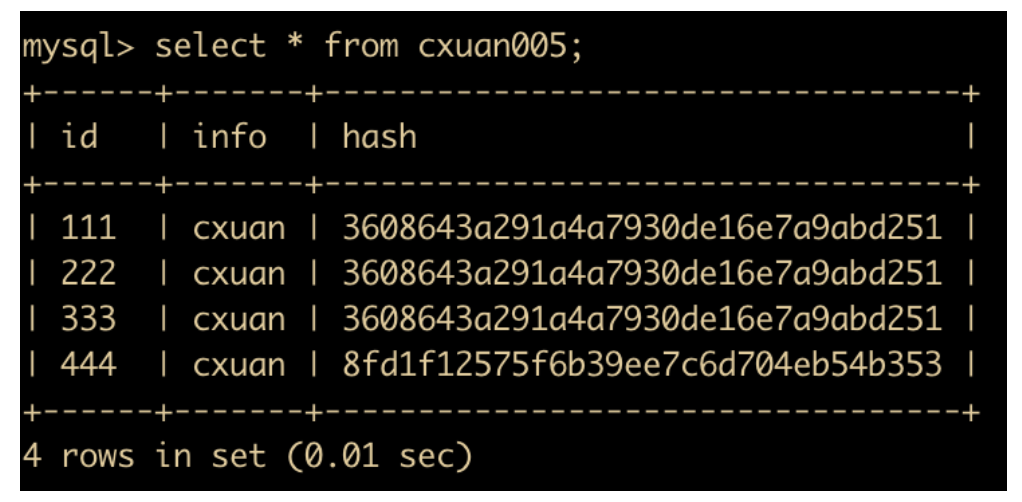 mysql> select * from cxuan005;
+------+-------+----------------------------------+
| id   | info  | hash                             |
+------+-------+----------------------------------+
| 111  | cxuan | 3608643a291a4a7930de16e7a9abd251 |
| 222  | cxuan | 3608643a291a4a7930de16e7a9abd251 |
| 333  | cxuan | 3608643a291a4a7930de16e7a9abd251 |
| 444  | cxuan | 8fd1f12575f6b39ee7c6d704eb54b353 |
+------+-------+----------------------------------+
4 rows in set (0.01 sec)